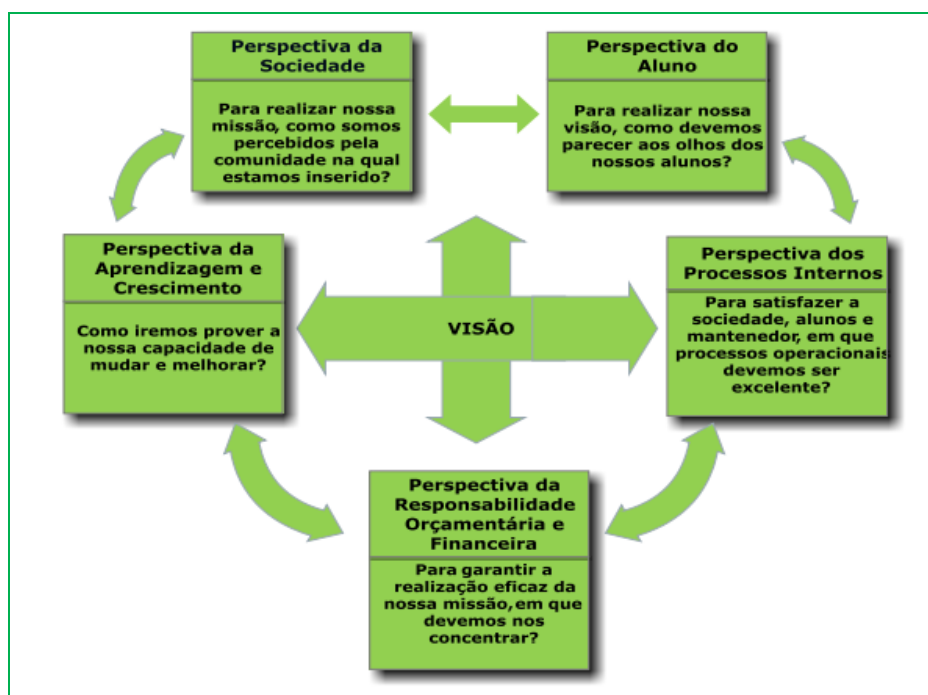 Perspectiva da
Sociedade
Para realizar nossa
missão, como somos
percebidos pela
comunidade na qual
estamos inserido?
Perspectiva do
Aluno
Para realizar nossa
visão, como devemos
parecer aos olhos dos
nossos alunos?
Perspectiva da
Aprendizagem e
Crescimento
Como iremos prover a
nossa capacidade de
mudar e melhorar?
VISÃO
Perspectiva dos
Processos Internos
Para satisfazer a
sociedade, alunos e
mantenedor, em que
processos operacionais
devemos ser
excelente?
Perspectiva da
Responsabilidade
Orçamentária e
Financeira
Para garantir a
realização eficaz da
nossa missão,em que
devemos nos
concentrar?